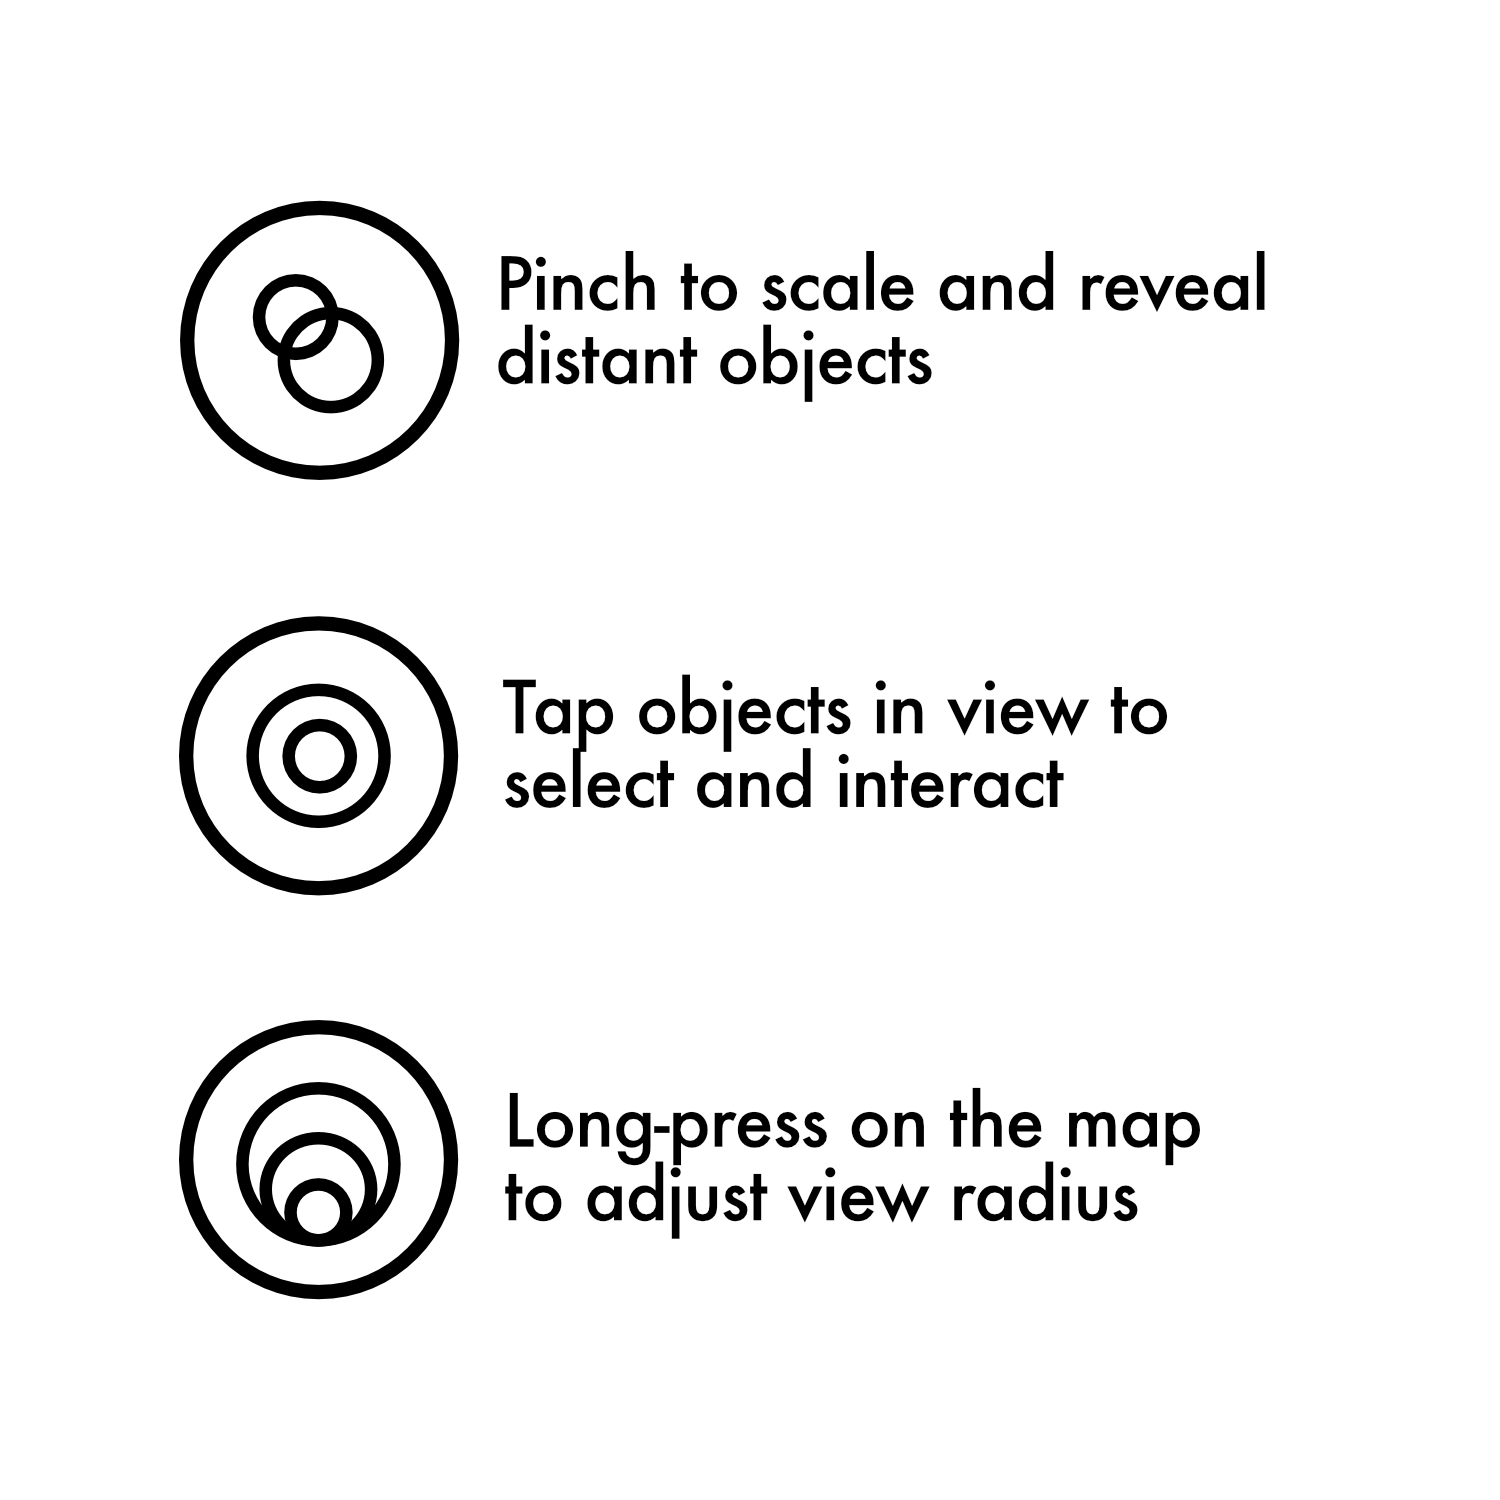 Pinch to scale and reveal
distant objects
Tap objects in view to
select and interact
Long-press on the map
to adjust view radius